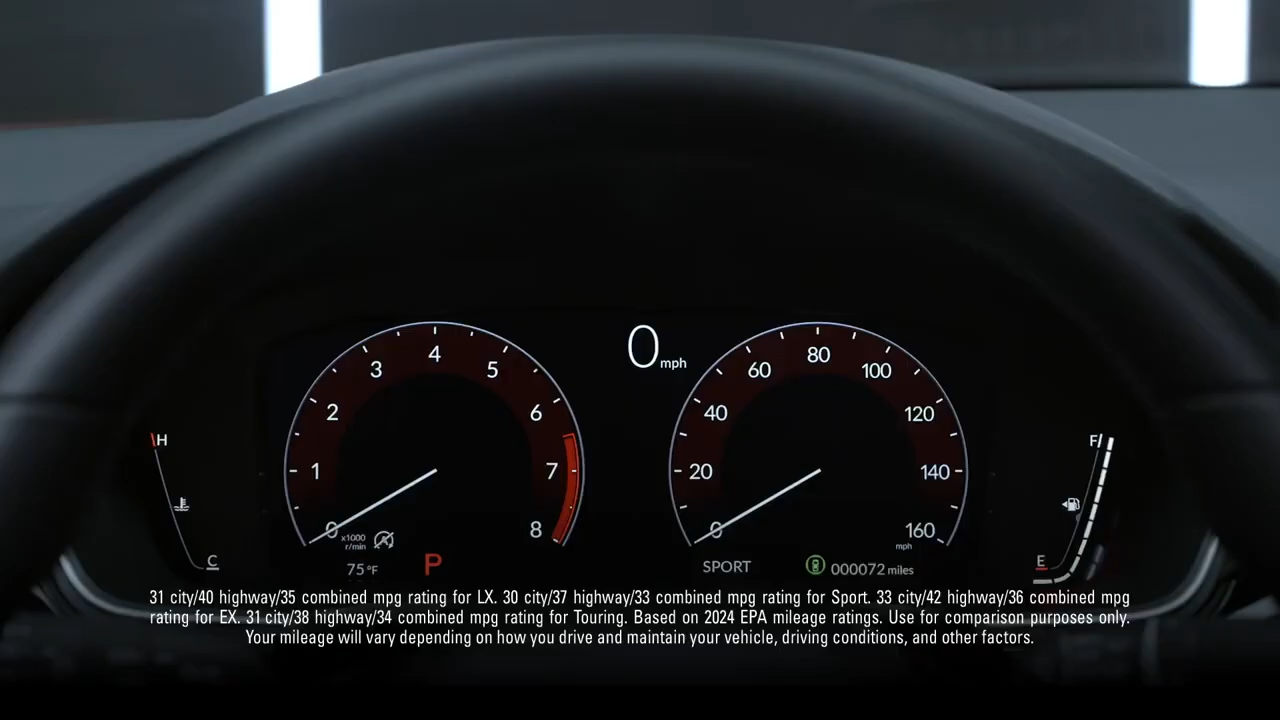 0 mph
4
3
5
2
6
1
7
0
8
x1000
r/min
75 °F
P
80
60
100
40
120
20
140
0
160
mph
SPORT
000072 miles
H
C
F
E
31 city/40 highway/35 combined mpg rating for LX. 30 city/37 highway/33 combined mpg rating for Sport. 33 city/42 highway/36 combined mpg
rating for EX. 31 city/38 highway/34 combined mpg rating for Touring. Based on 2024 EPA mileage ratings. Use for comparison purposes only.
Your mileage will vary depending on how you drive and maintain your vehicle, driving conditions, and other factors.